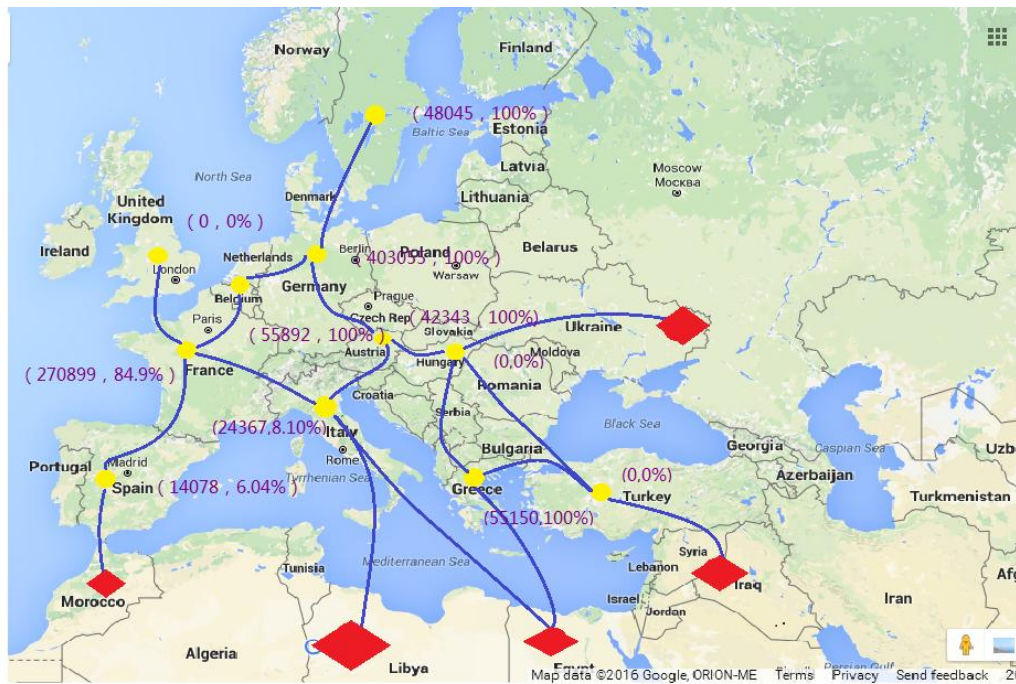 Norway
Finland
( 48045 , 100% )
Baltic Sea
Estonia
Latvia
Moscow
Москва
North Sea
Denmark
Lithuania
United
Kingdom
( 0 , 0% )
Ireland
Belarus
Netherlands
Berlin
Poland
( 403055 , 100% )
London
Warsaw
Germany
Belgium
Prague
Paris
Czech Rep
( 42343 , 100% )
Slovakia
Ukraine
( 55892 , 100% )
Austria
Hungary
(0,0%)
Moldova
France
( 270899 , 84.9% )
Romania
Croatia
Serbia
(24367,8.10%)
Italy
Bulgaria
Black Sea
Georgia
Caspian Sea
Uzb
Portugal
Madrid
Rome
Azerbaijan
Spain
( 14078 , 6.04% )
Tyrrhenian Sea
Greece
(0,0%)
Turkey
Turkmenistan
(55150,100%)
Syria
Mediterranean Sea
Lebanon
Tunisia
Iraq
Af
Morocco
Israel
Iran
Jordan
Algeria
Libya
Egypt
Persian Gulf
Map data ©2016 Google, ORION-ME Terms Privacy Send feedback 2